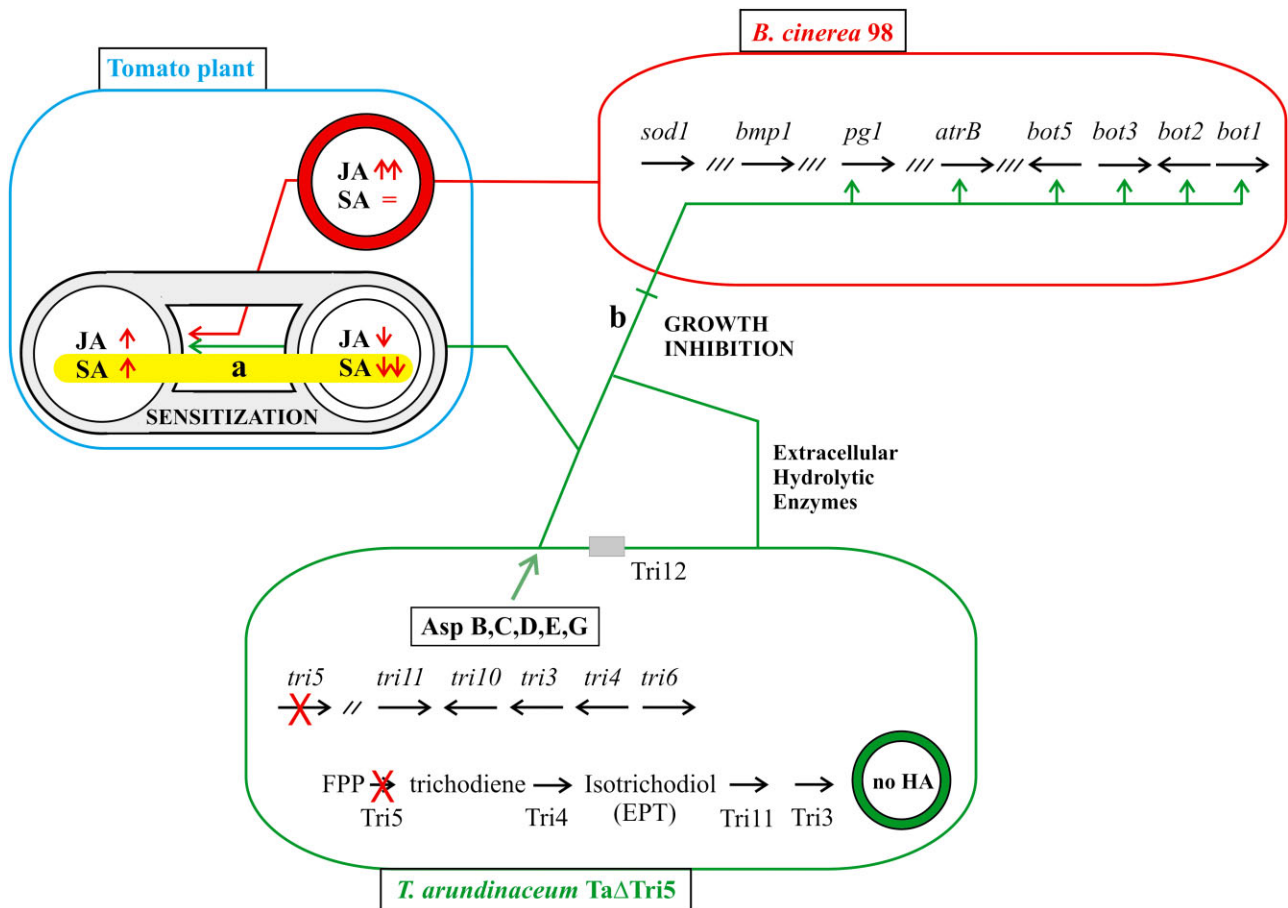 B. cinerea 98
Tomato plant
sod1 bmp1 pg1 atrB bot5 bot3 bot2 bot1
/// /// /// ///
JA ⇈
SA =
JA ↑
SA ↑
a
JA ↓
SA ⇊
SENSITIZATION
b
GROWTH
INHIBITION
Extracellular
Hydrolytic
Enzymes
Tri12
Asp B,C,D,E,G
tri5 tri11 tri10 tri3 tri4 tri6
//
FPP trichodiene Isotrichodiol
(EPT)
Tri5 Tri4 Tri11 Tri3
no HA
T. arundinaceum Ta∆Tri5